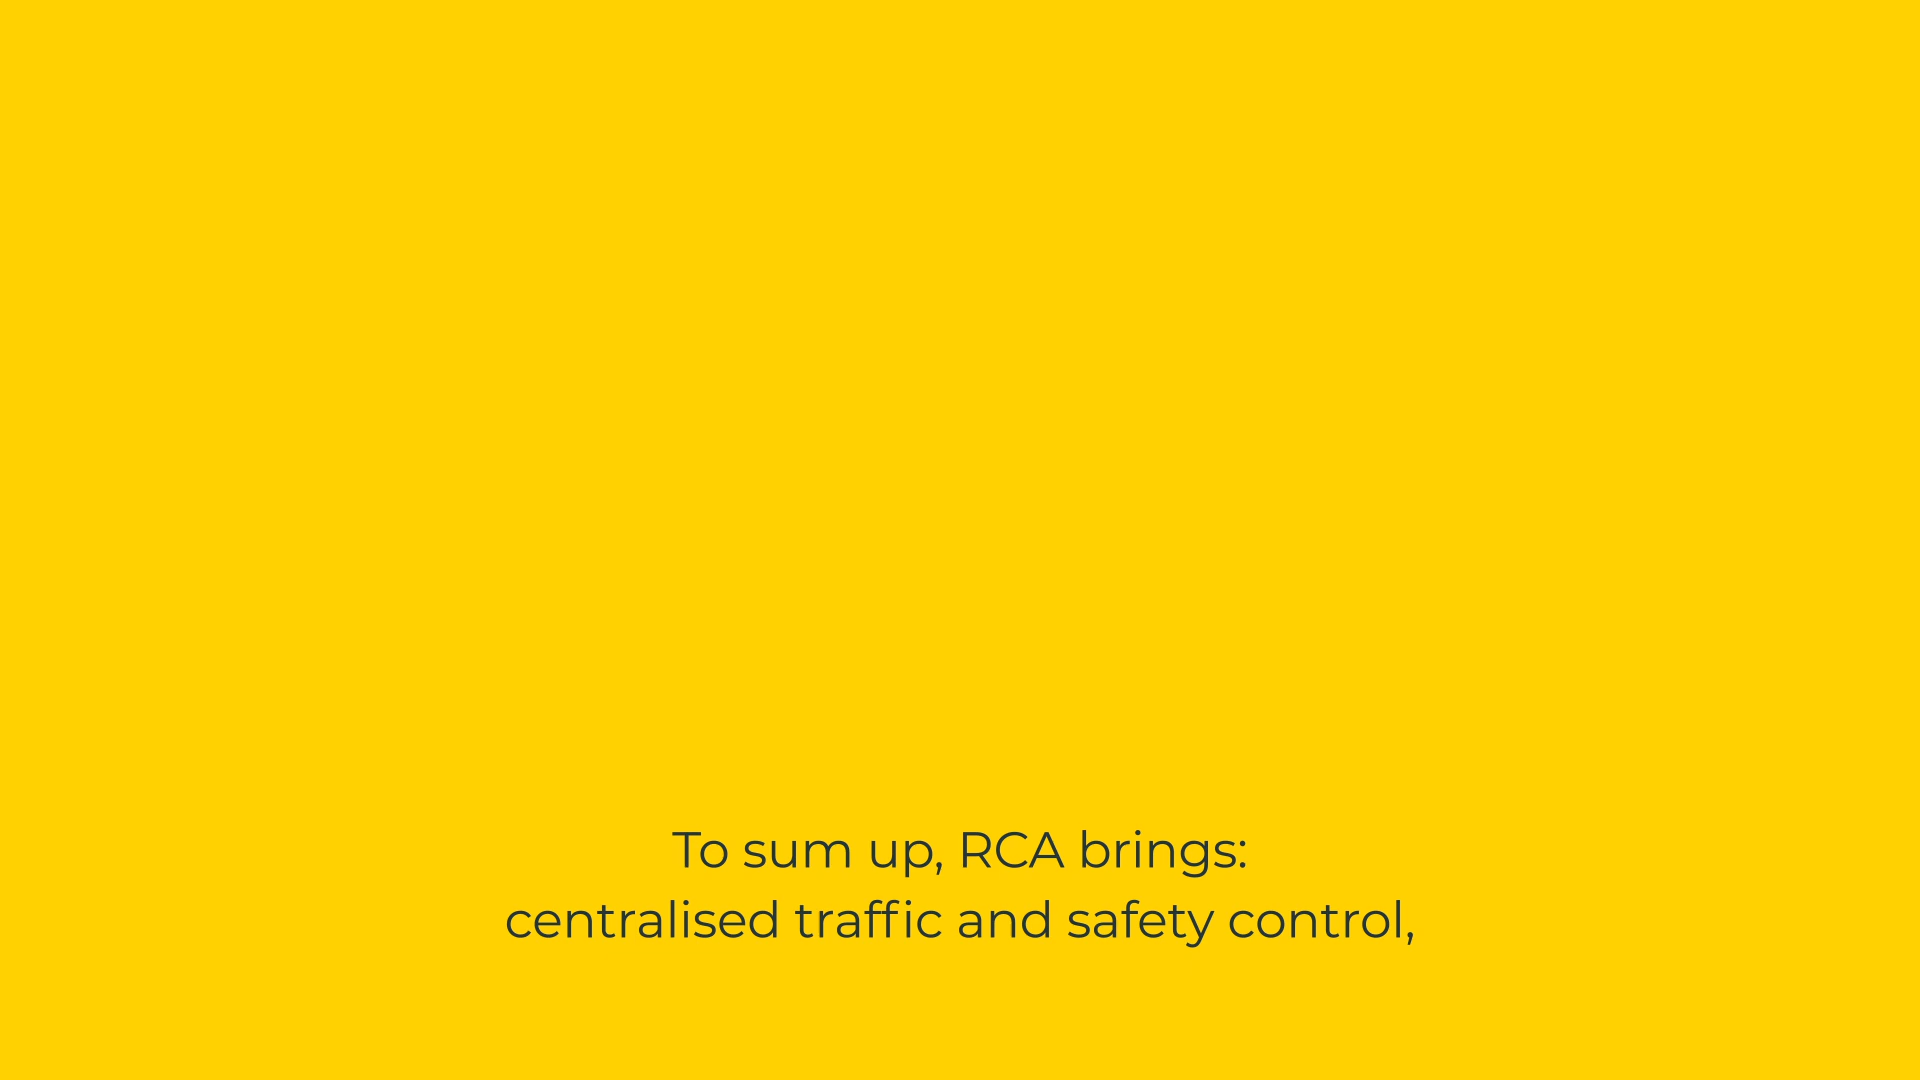 To sum up, RCA brings:
centralised traffic and safety control,